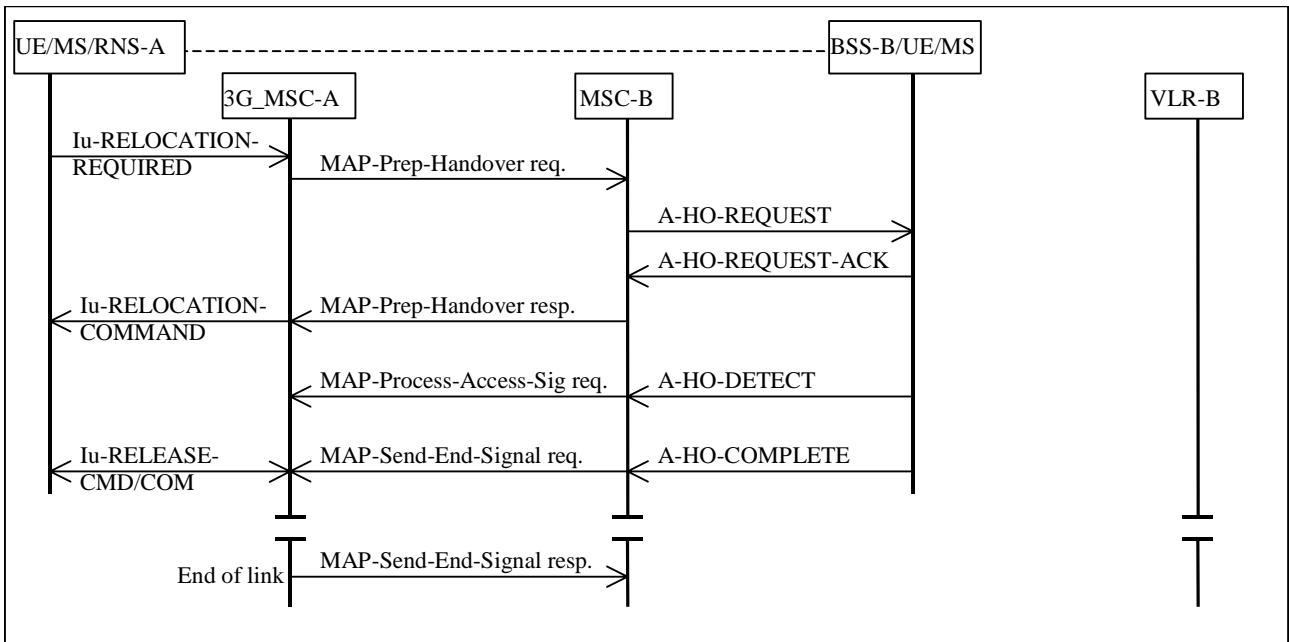 UE/MS/RNS-A
BSS-B/UE/MS
3G_MSC-A
MSC-B
VLR-B
Iu-RELOCATION-
REQUIRED
MAP-Prep-Handover req.
A-HO-REQUEST
A-HO-REQUEST-ACK
Iu-RELOCATION-
COMMAND
MAP-Prep-Handover resp.
MAP-Process-Access-Sig req.
A-HO-DETECT
Iu-RELEASE-
CMD/COM
MAP-Send-End-Signal req.
A-HO-COMPLETE
MAP-Send-End-Signal resp.
End of link